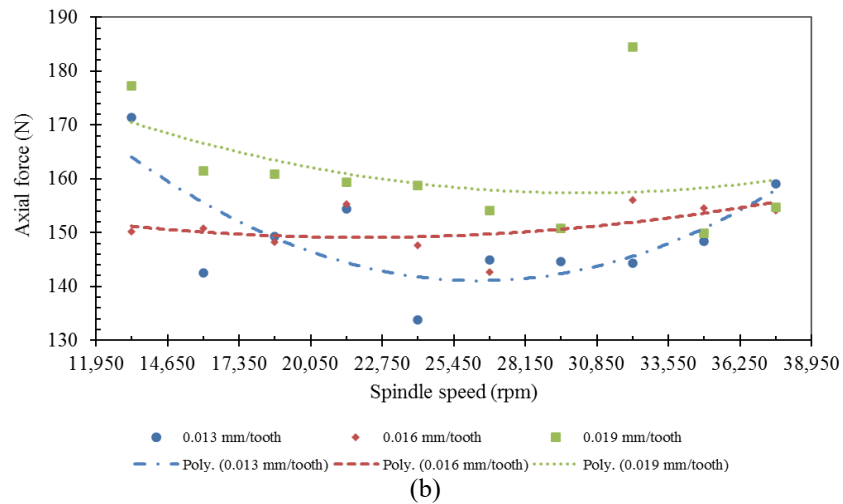 190
180
170
160
150
140
130
Axial force (N)
11,950 14,650 17,350 20,050 22,750 25,450 28,150 30,850 33,550 36,250 38,950
Spindle speed (rpm)
0.013 mm/tooth 0.016 mm/tooth 0.019 mm/tooth
Poly. (0.013 mm/tooth) Poly. (0.016 mm/tooth) Poly. (0.019 mm/tooth)
(b)